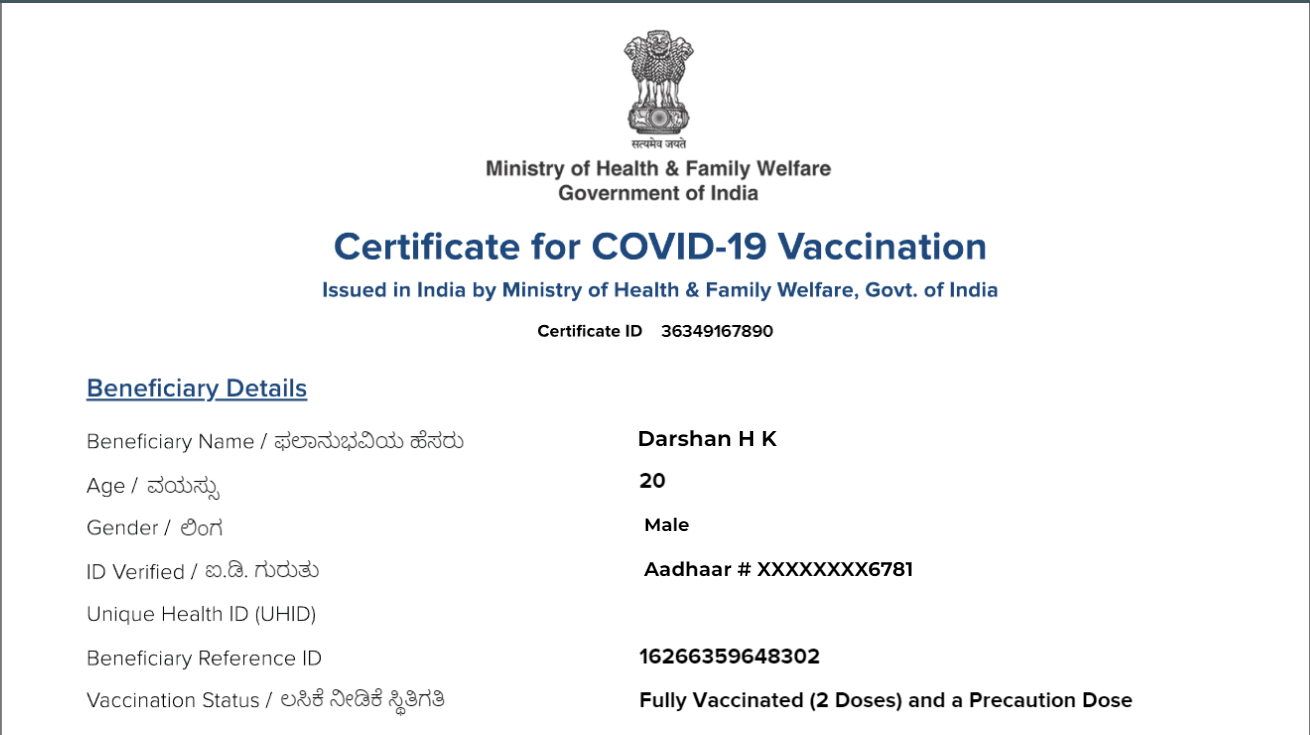 सत्यमेव जयते
Ministry of Health & Family Welfare
Government of India
Certificate for COVID-19 Vaccination
Issued in India by Ministry of Health & Family Welfare, Govt. of India
Certificate ID 36349167890
Beneficiary Details
Beneficiary Name / ಫಲಾನುಭವಿಯ ಹೆಸರು Darshan H K
Age / ವಯಸ್ಸು 20
Gender / ಲಿಂಗ Male
ID Verified / ಐ.ಡಿ. ಗುರುತು Aadhaar # XXXXXXXX6781
Unique Health ID (UHID)
Beneficiary Reference ID 16266359648302
Vaccination Status / ಲಸಿಕೆ ನೀಡಿಕೆ ಸ್ಥಿತಿಗತಿ Fully Vaccinated (2 Doses) and a Precaution Dose